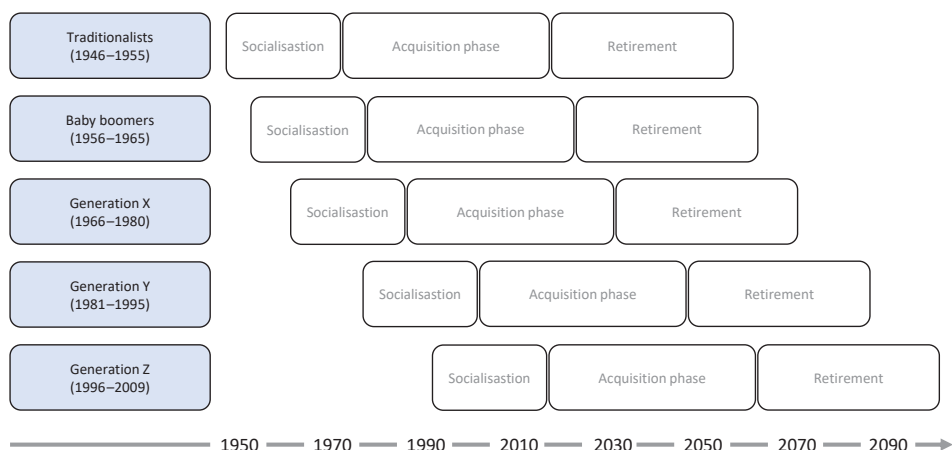 Traditionalists
(1946–1955)
Socialisastion
Acquisition phase
Retirement
Baby boomers
(1956–1965)
Socialisastion
Acquisition phase
Retirement
Generation X
(1966–1980)
Socialisastion
Acquisition phase
Retirement
Generation Y
(1981–1995)
Socialisastion
Acquisition phase
Retirement
Generation Z
(1996–2009)
Socialisastion
Acquisition phase
Retirement
1950 1970 1990 2010 2030 2050 2070 2090